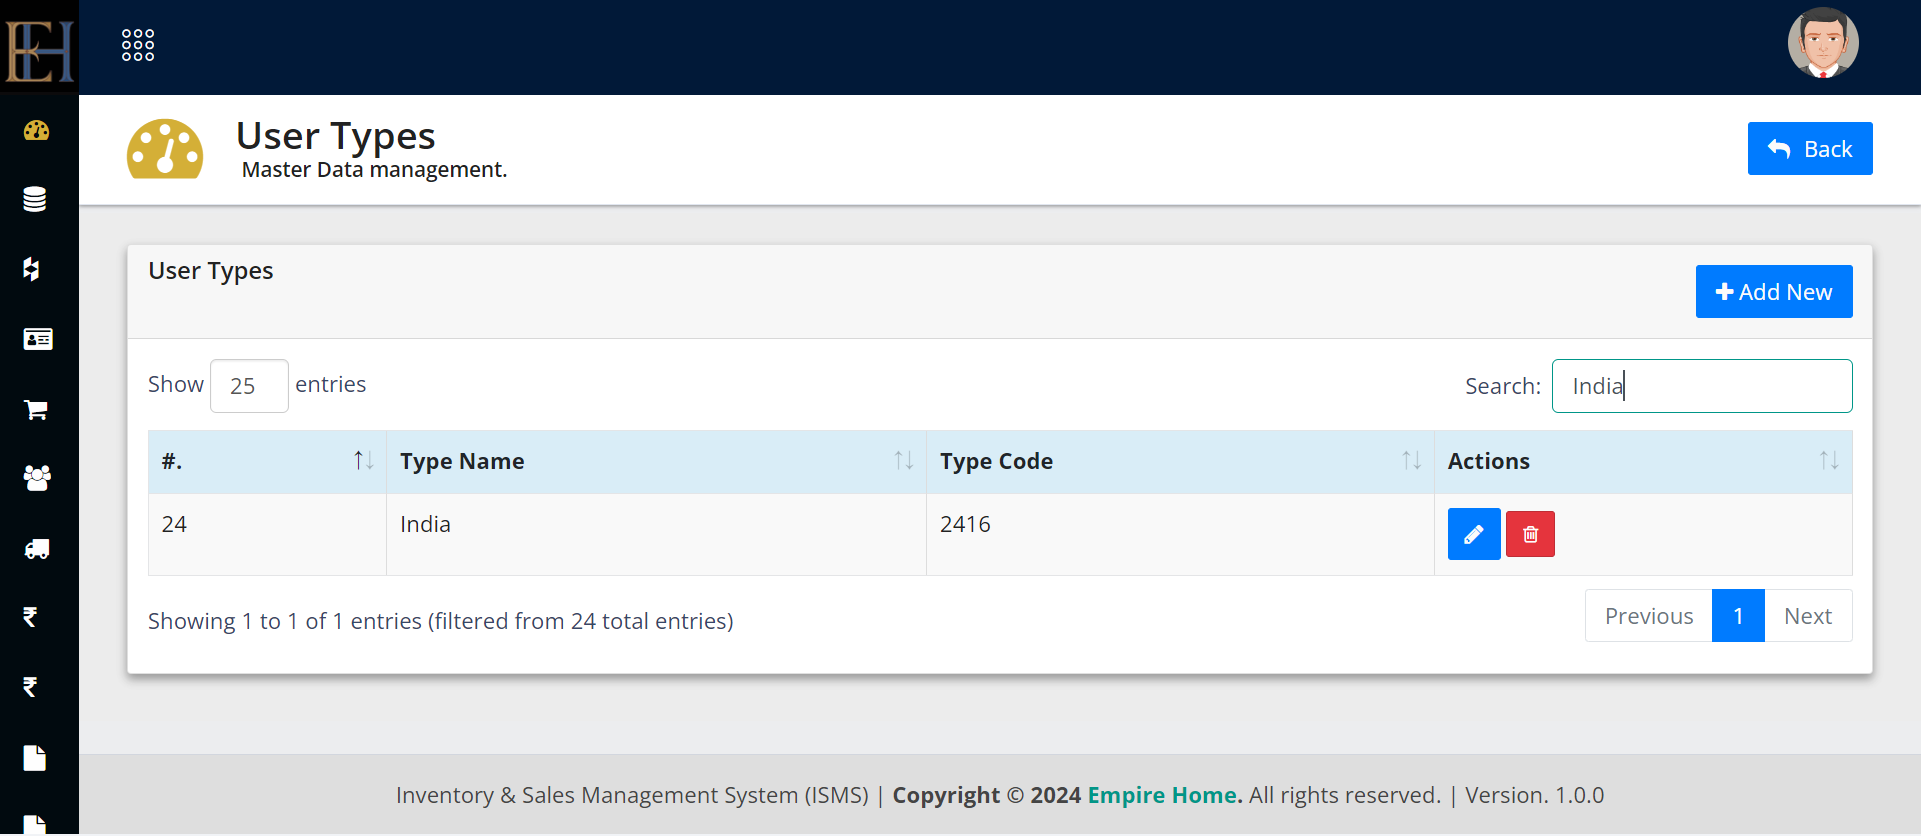 EH
User Types
Master Data management.
Back
User Types
Add New
Show 25 entries
Search: India
#. Type Name Type Code Actions
24 India 2416
Showing 1 to 1 of 1 entries (filtered from 24 total entries)
Previous 1 Next
Inventory & Sales Management System (ISMS) | Copyright © 2024 Empire Home. All rights reserved. | Version. 1.0.0